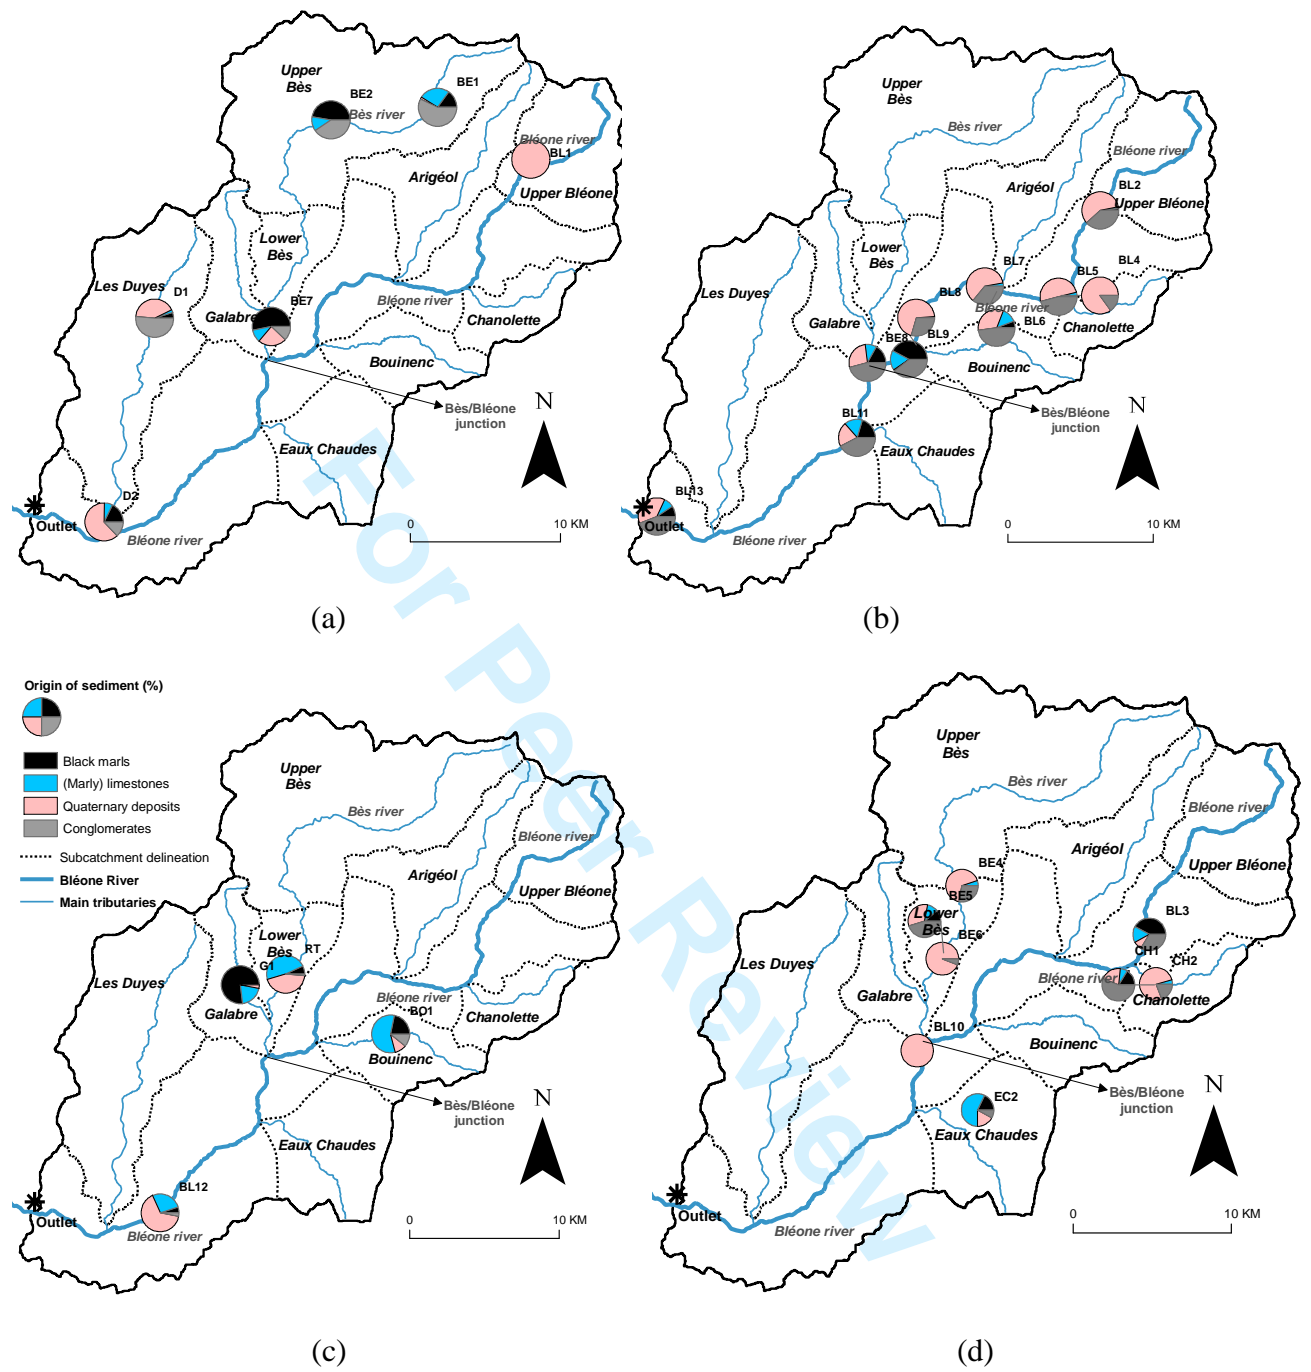 Upper
Bès
BE2
BE1
Bès river
Bléone river
BL1
Arigéol
Upper Bléone
Lower
Bès
Les Duyes
D1
BE7
Galabre
Bléone river
Chanolette
Bouinenc
Bès/Bléone
junction
N
Eaux Chaudes
D2
Outlet
Bléone river
0
10 KM
(a)
Upper
Bès
Bès river
Bléone river
Arigéol
BL2
Upper Bléone
Lower
Bès
BL7
BL5
BL4
Les Duyes
BL8
Bléone river
BL6
Chanolette
Galabre
BE8
BL9
Bouinenc
Bès/Bléone
junction
N
BL11
Eaux Chaudes
BL13
Outlet
Bléone river
0
10 KM
(b)
Origin of sediment (%)
Black marls
(Marly) limestones
Quaternary deposits
Conglomerates
Subcatchment delineation
Bléone River
Main tributaries
Upper
Bès
Bès river
Bléone river
Arigéol
Upper Bléone
Lower
Bès
RT
G1
Les Duyes
Galabre
Bléone river
BO1
Chanolette
Bouinenc
Bès/Bléone
junction
N
Eaux Chaudes
BL12
Outlet
Bléone river
0
10 KM
(c)
Upper
Bès
Bès river
Bléone river
Arigéol
BE4
Upper Bléone
BE5
Lower
Bès
BL3
BE6
CH1
CH2
Les Duyes
Bléone river
Chanolette
Galabre
BL10
Bouinenc
Bès/Bléone
junction
N
EC2
Eaux Chaudes
Outlet
Bléone river
0
10 KM
(d)
For Peer Review